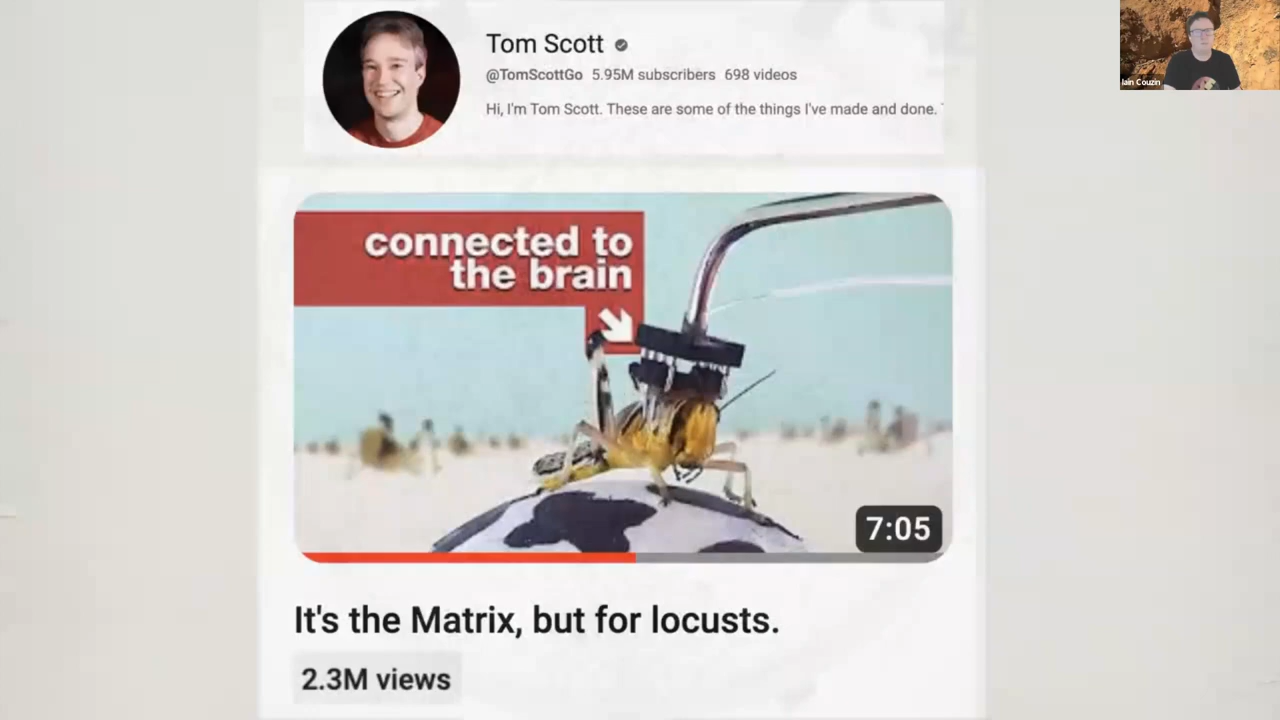 Tom Scott
@TomScottGo 5.95M subscribers 698 videos
Hi, I'm Tom Scott. These are some of the things I've made and done.
Iain Couzin
connected to
the brain
7:05
It's the Matrix, but for locusts.
2.3M views